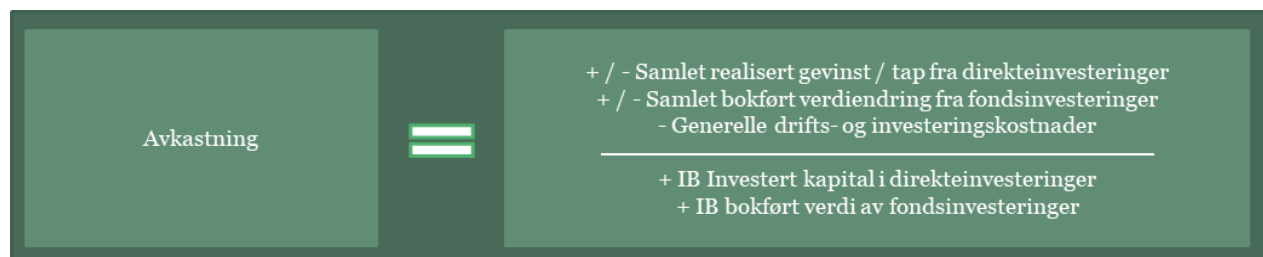 Avkastning
=
+ / - Samlet realisert gevinst / tap fra direkteinvesteringer
+ / - Samlet bokført verdiendring fra fondsinvesteringer
- Generelle drifts- og investeringskostnader
+ IB Investert kapital i direkteinvesteringer
+ IB bokført verdi av fondsinvesteringer